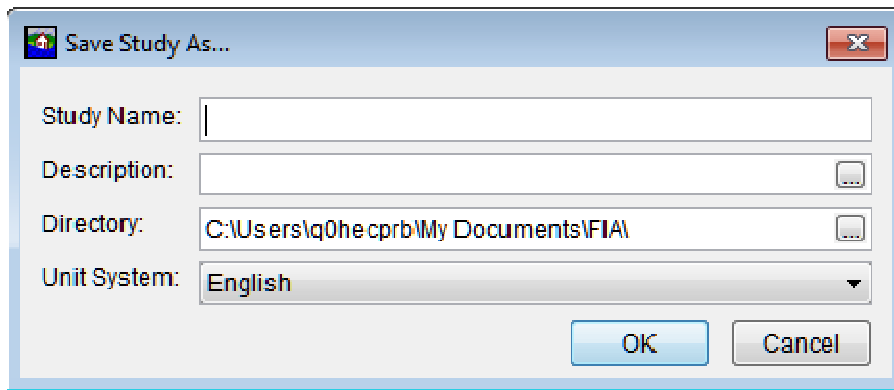 Save Study As...
Study Name:
Description:
...
Directory: C:\Users\q0hecprb\My Documents\FIA\ ...
Unit System: English
OK Cancel